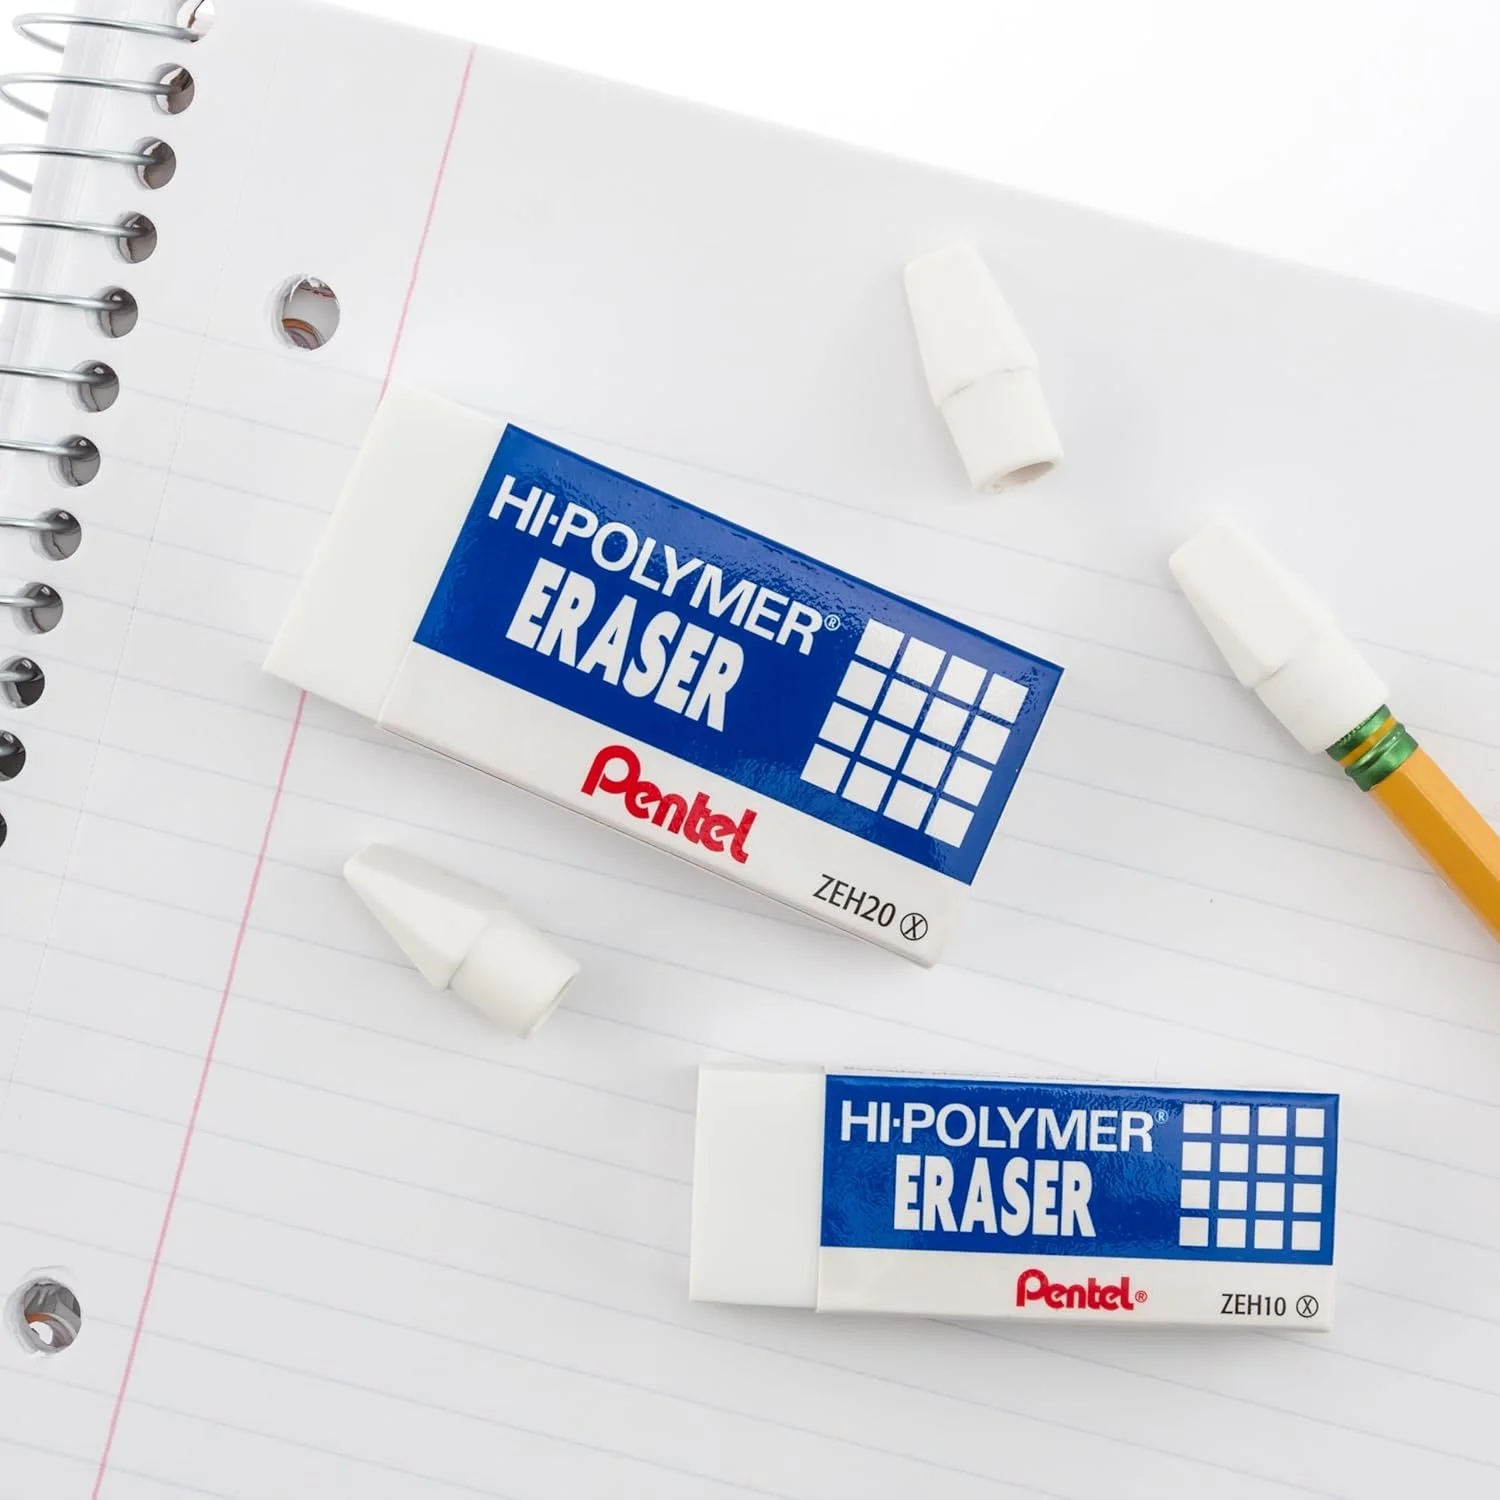 HI-POLYMER®
ERASER
Pentel
ZEH20 Ⓧ
HI-POLYMER®
ERASER
Pentel®
ZEH10 Ⓧ